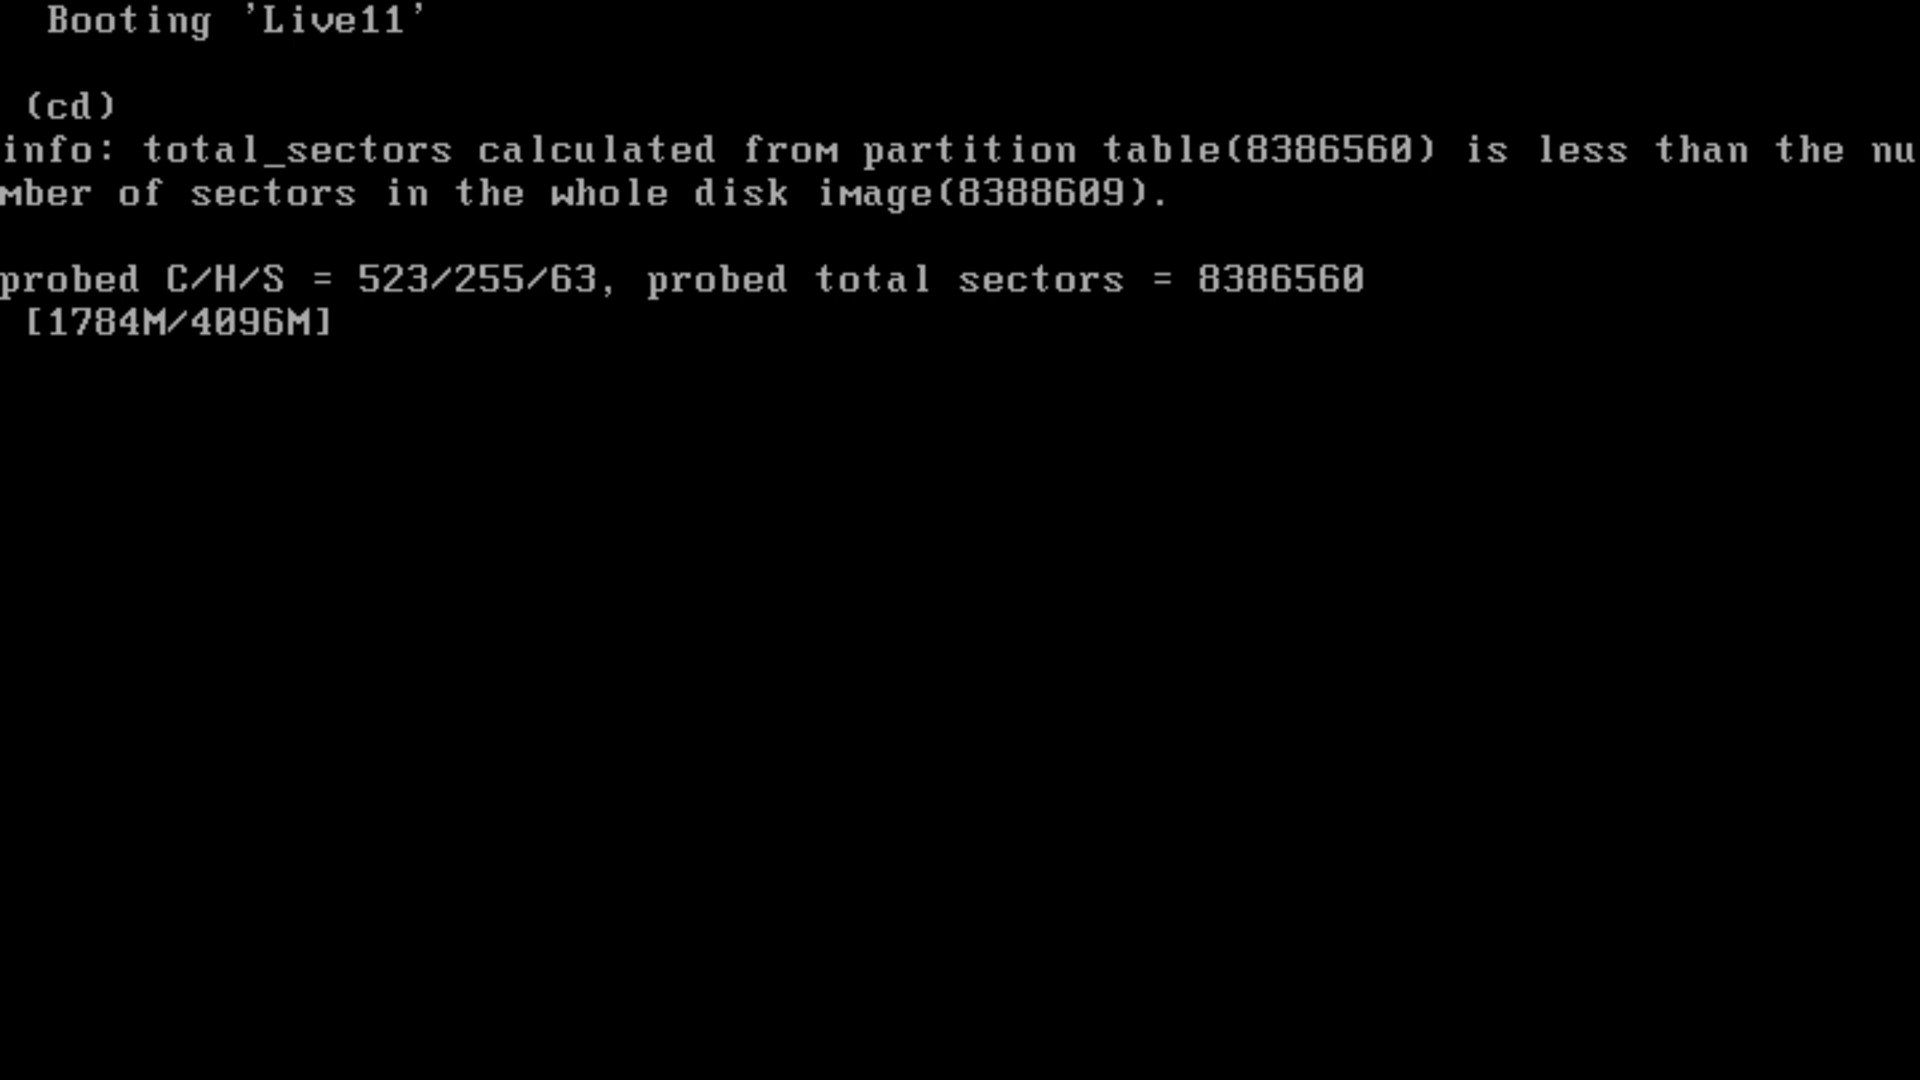 Booting 'Live11'
(cd)
info: total_sectors calculated from partition table(8386560) is less than the nu
mber of sectors in the whole disk image(8388609).
probed C/H/S = 523/255/63, probed total sectors = 8386560
[1784M/4096M]